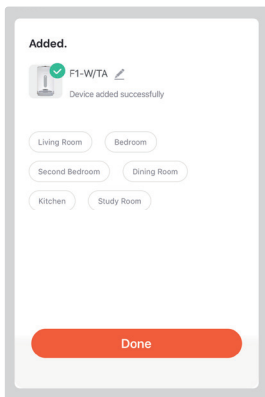 Added.
F1-W/TA
Device added successfully
Living Room Bedroom
Second Bedroom Dining Room
Kitchen Study Room
Done